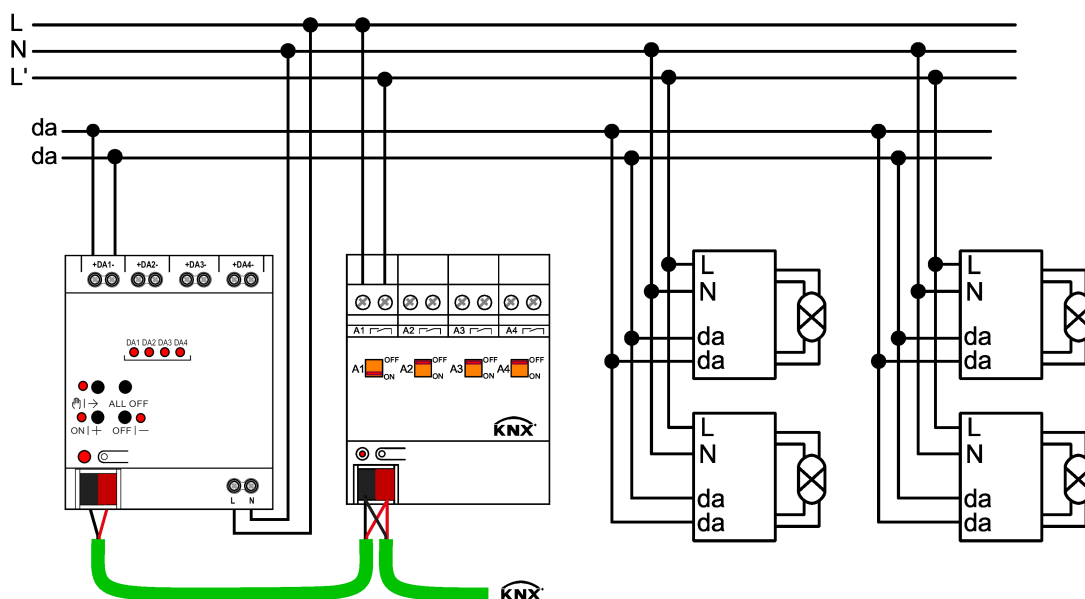 L
N
L'
da
da
+DA1- +DA2- +DA3- +DA4-
DA1 DA2 DA3 DA4
ALL OFF
ON | + OFF | −
L N
A1 A2 A3 A4
A1 OFF ON A2 OFF ON A3 OFF ON A4 OFF ON
KNX
KNX
L
N
da
da
L
N
da
da
L
N
da
da
L
N
da
da